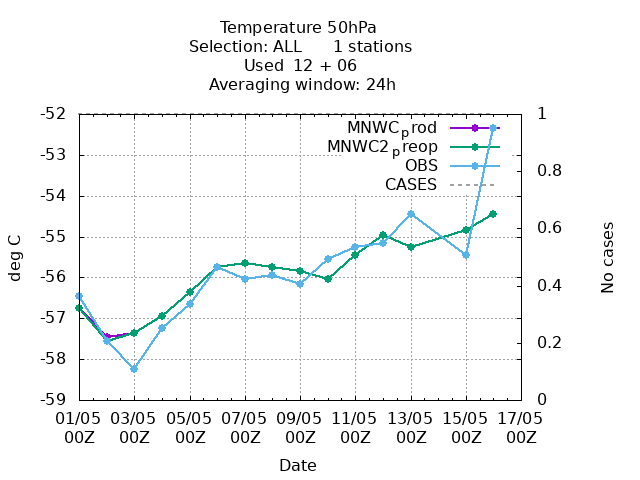 Temperature 50hPa
Selection: ALL 1 stations
Used 12 + 06
Averaging window: 24h
-52
-53
-54
-55
-56
-57
-58
-59
deg C
1
0.8
0.6
0.4
0.2
0
No cases
MNWCprod
MNWC2preop
OBS
CASES
01/05 03/05 05/05 07/05 09/05 11/05 13/05 15/05 17/05
00Z 00Z 00Z 00Z 00Z 00Z 00Z 00Z 00Z
Date